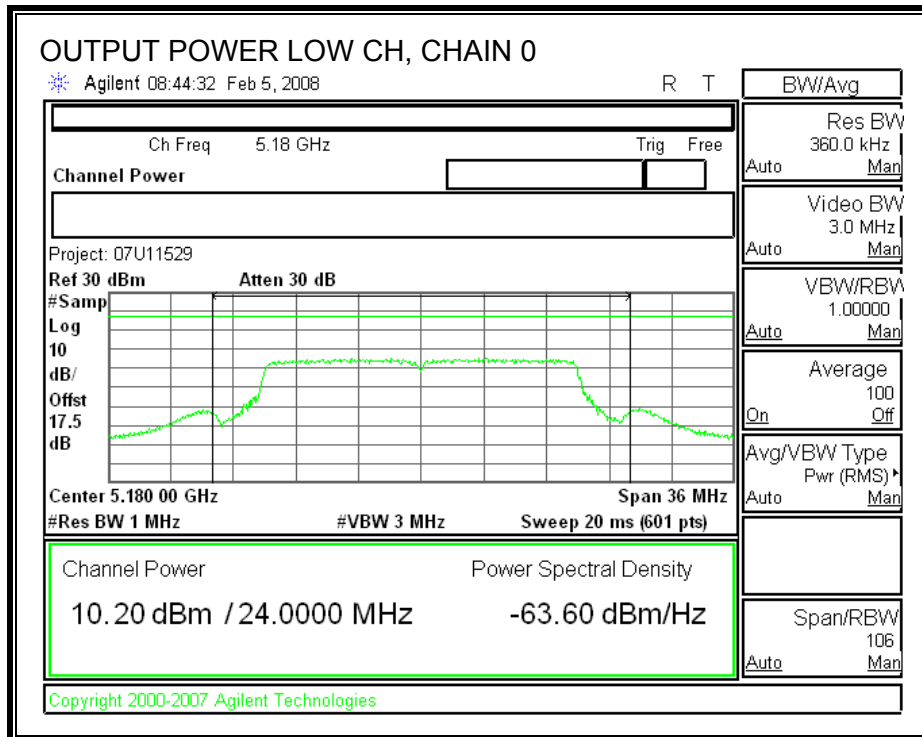 OUTPUT POWER LOW CH, CHAIN 0
Agilent 08:44:32 Feb 5, 2008 R T
Ch Freq 5.18 GHz Trig Free
Channel Power
Project: 07U11529
Ref 30 dBm Atten 30 dB
#Samp
Log
10
dB/
Offst
17.5
dB
Center 5.180 00 GHz Span 36 MHz
#Res BW 1 MHz #VBW 3 MHz Sweep 20 ms (601 pts)
Channel Power Power Spectral Density
10.20 dBm / 24.0000 MHz -63.60 dBm/Hz
Copyright 2000-2007 Agilent Technologies
BW/Avg
Res BW
360.0 kHz
Auto Man
Video BW
3.0 MHz
Auto Man
VBW/RBW
1.00000
Auto Man
Average
100
On Off
Avg/VBW Type
Pwr (RMS)
Auto Man
Span/RBW
106
Auto Man